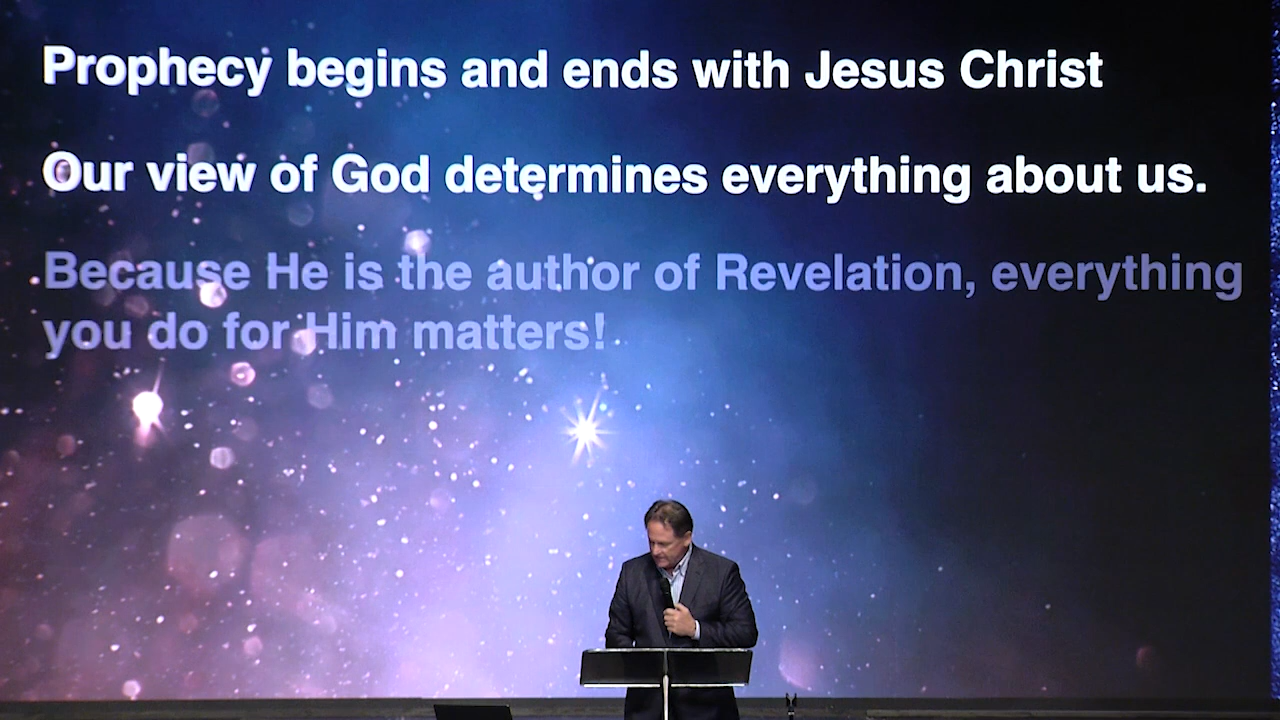 Prophecy begins and ends with Jesus Christ
Our view of God determines everything about us.
Because He is the author of Revelation, everything
you do for Him matters!